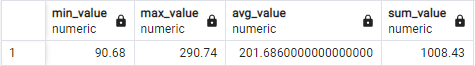 min_value max_value avg_value sum_value
numeric numeric numeric numeric
1 90.68 290.74 201.6860000000000000 1008.43